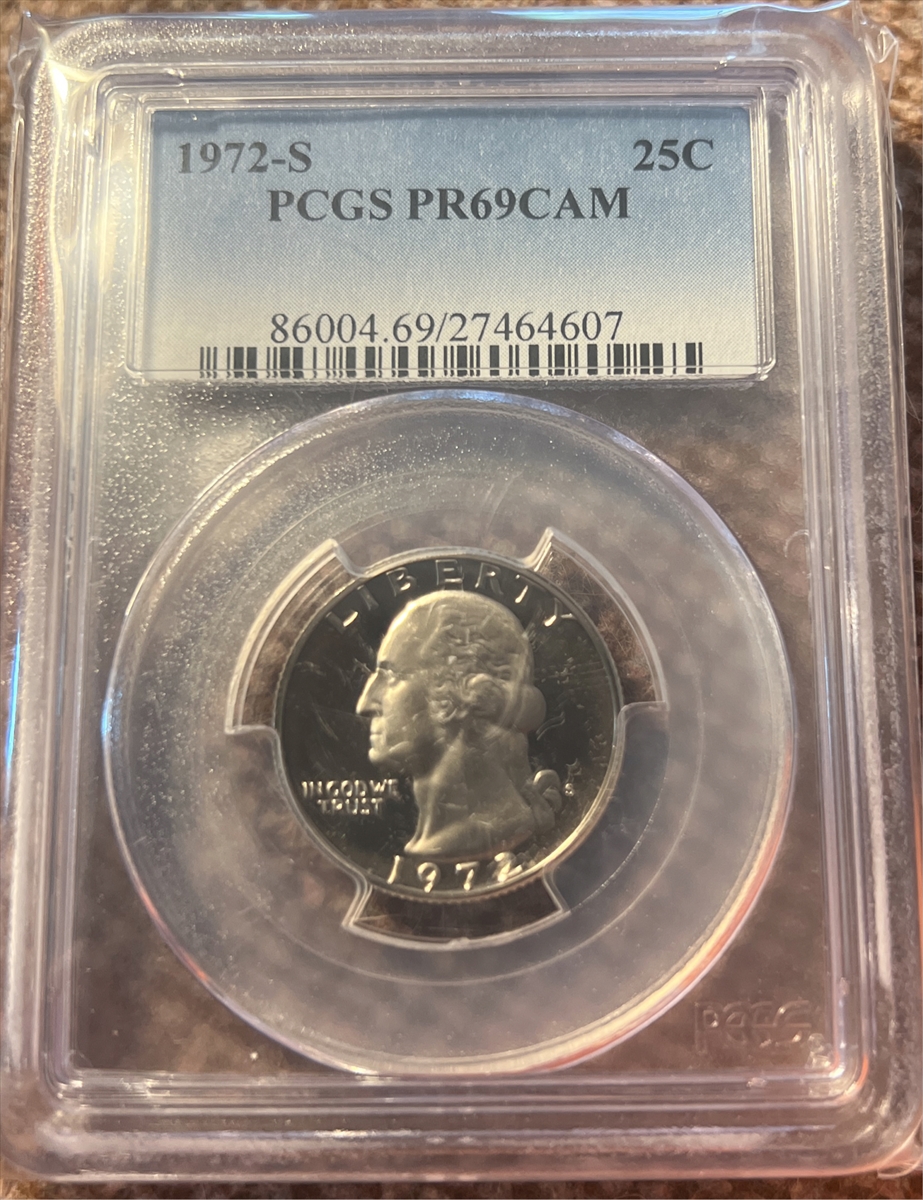 1972-S 25C
PCGS PR69CAM
86004.69/27464607
LIBERTY
IN GOD WE
TRUST
S
1972
PCGS